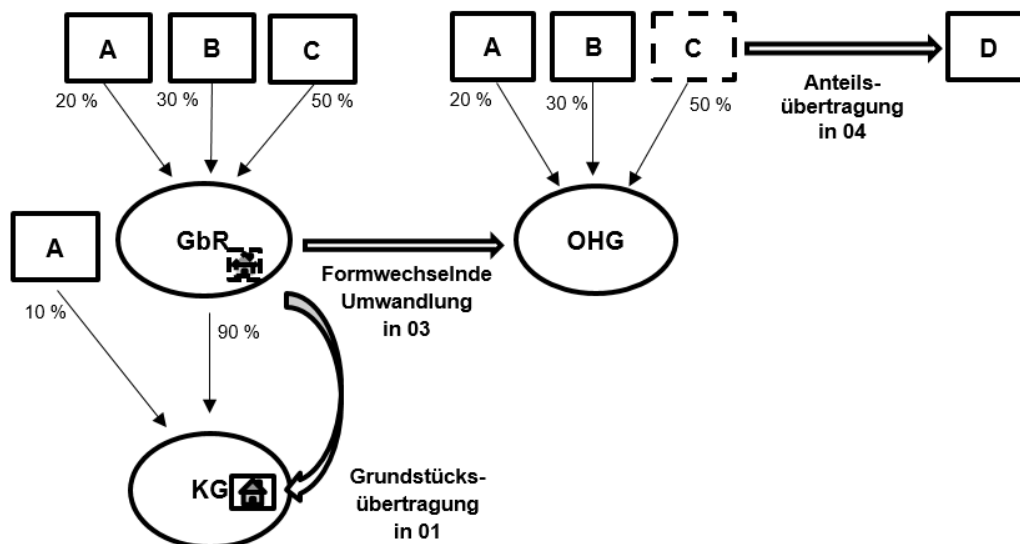 A
B
C
A
B
C
D
20 %
30 %
50 %
20 %
30 %
50 %
Anteils-
übertragung
in 04
A
GbR
OHG
Formwechselnde
Umwandlung
in 03
10 %
90 %
KG
Grundstücks-
übertragung
in 01